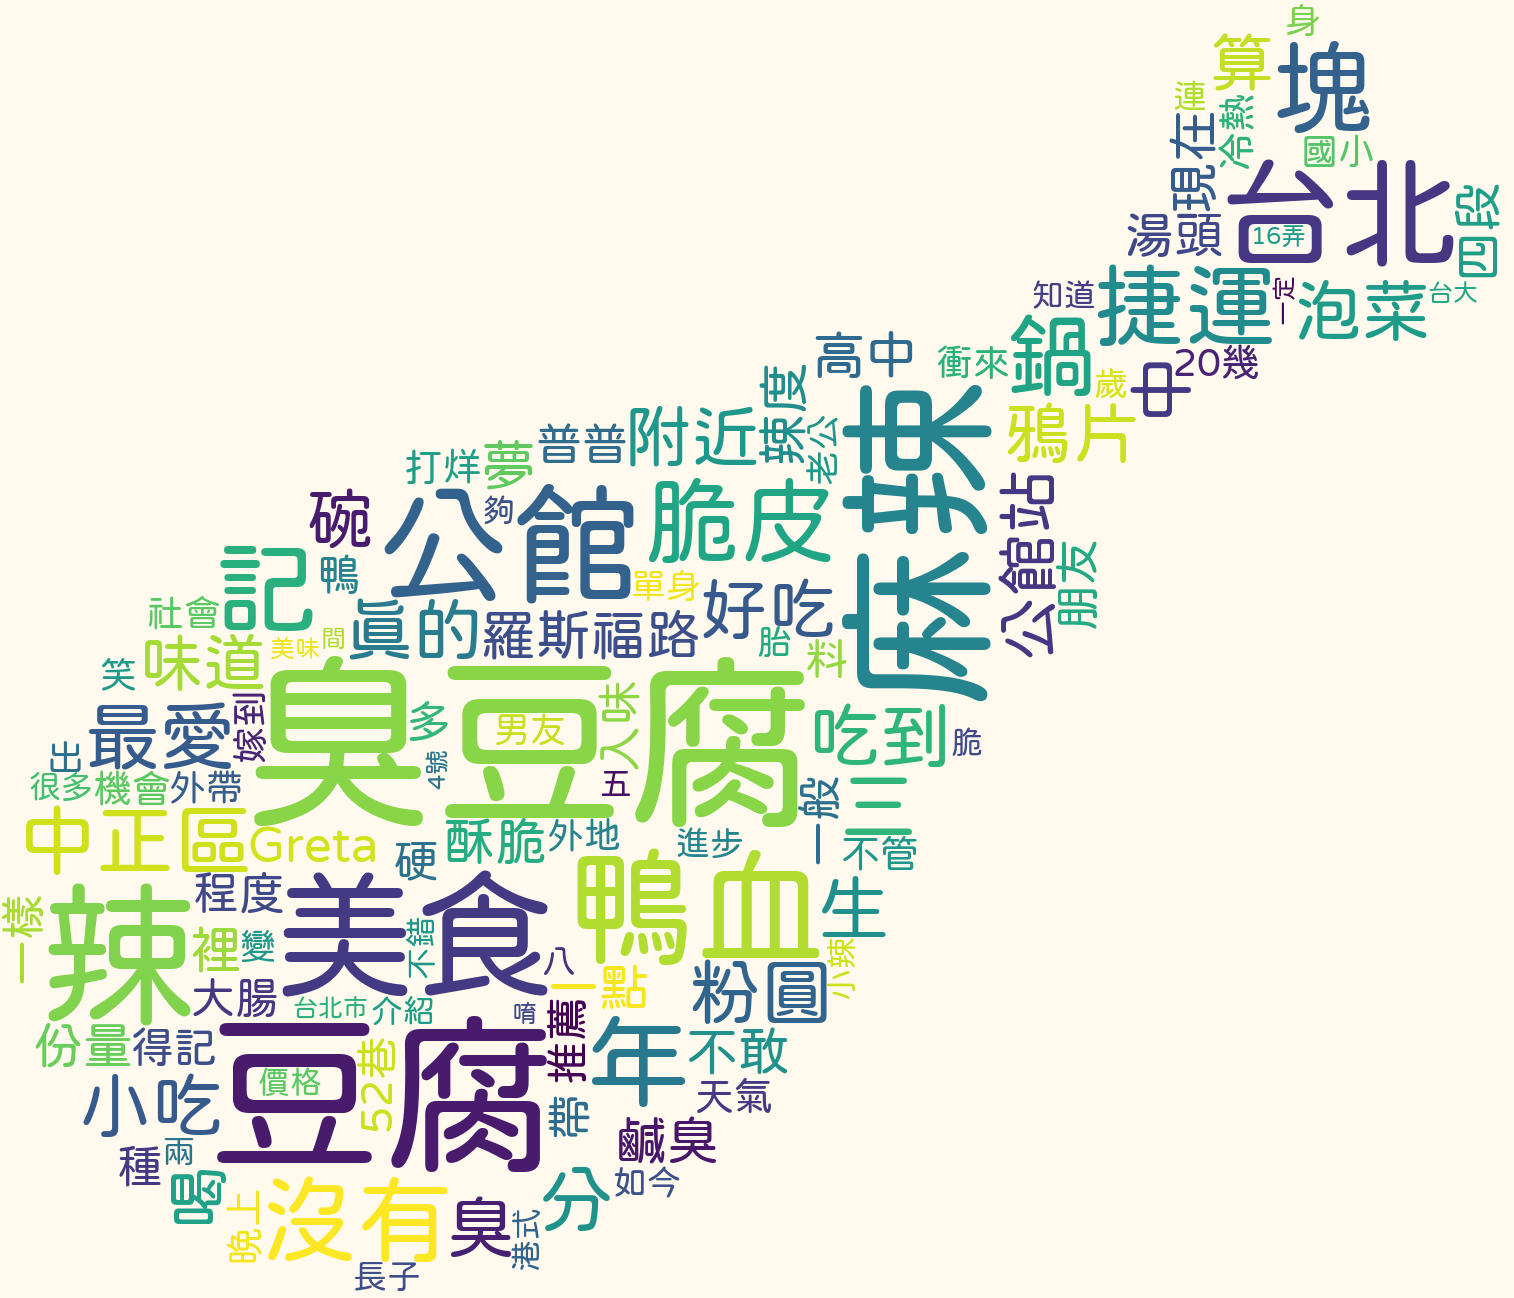 身
算
塊
連
冷熱
現在
國小
台北
16弄
四段
湯頭
捷運
一定
泡菜
台大
知道
鍋
20幾
中
衝來
歲
高中
鴉片
麻辣
辣度
老公
附近
普普
夢
打烊
脆皮
公館
夠
碗
公館站
朋友
記
鴨
單身
好吃
社會
真的
羅斯福路
胎
料
味道
美味
間
笑
臭豆腐
男友
人味
多
4號
五
嫁到
最愛
出
吃到
脆
很多
機會
外帶
中正區
Greta
硬
酥脆
外地
進步
一般
三
不管
程度
美食
鴨血
生
辣
一樣
裡
變
不錯
八
一點
粉圓
小辣
大腸
台北市
介紹
唷
推薦
份量
得記
豆腐
價格
52巷
年
不敢
天氣
小吃
帶
鹹臭
種
兩
喝
如今
沒有
臭
分
晚上
港式
長子